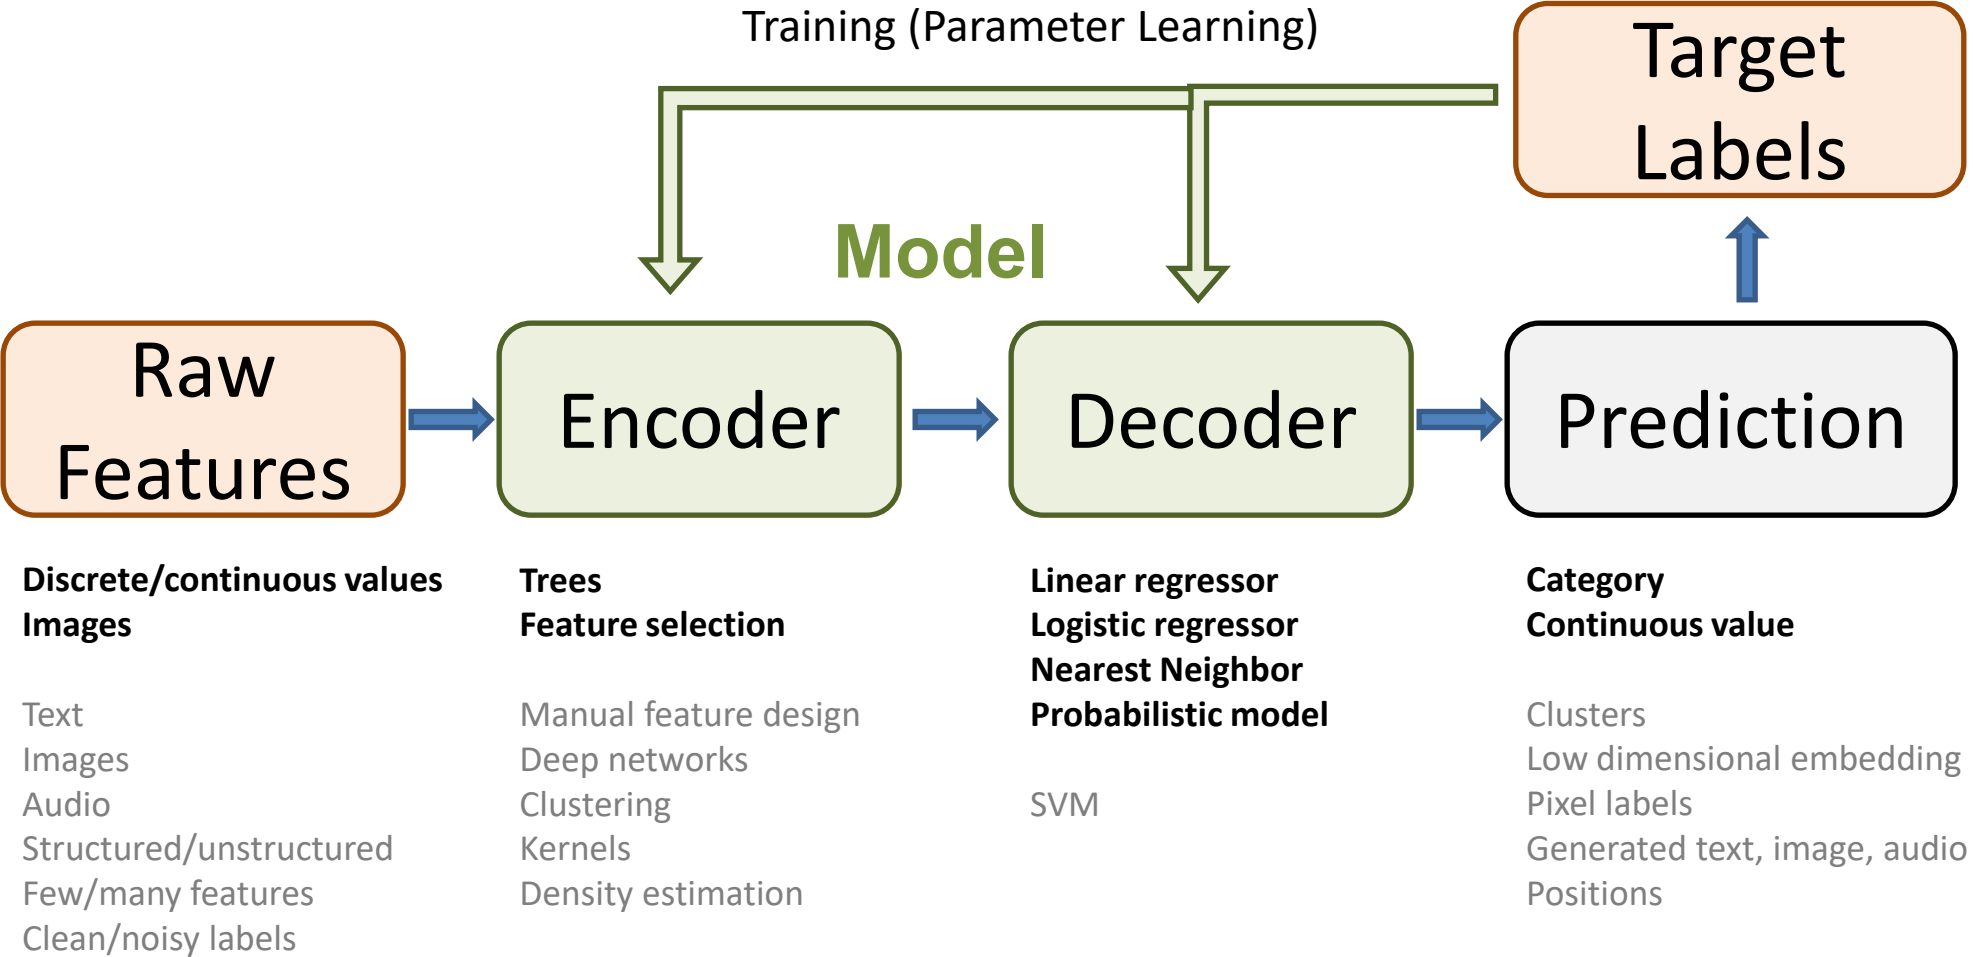 Training (Parameter Learning)
Target
Labels
Model
Raw
Features
Encoder
Decoder
Prediction
Discrete/continuous values
Images
Text
Images
Audio
Structured/unstructured
Few/many features
Clean/noisy labels
Trees
Feature selection
Manual feature design
Deep networks
Clustering
Kernels
Density estimation
Linear regressor
Logistic regressor
Nearest Neighbor
Probabilistic model
SVM
Category
Continuous value
Clusters
Low dimensional embedding
Pixel labels
Generated text, image, audio
Positions